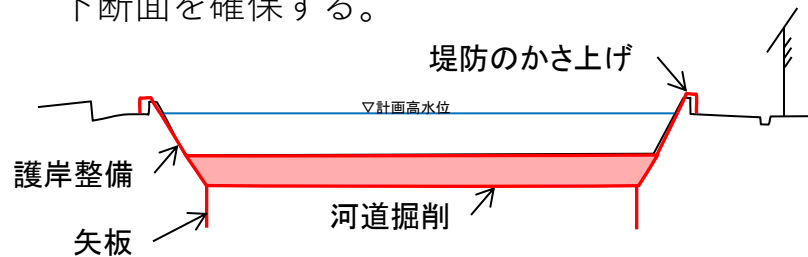 下断面を確保する。
堤防のかさ上げ
▽計画高水位
護岸整備
河道掘削
矢板